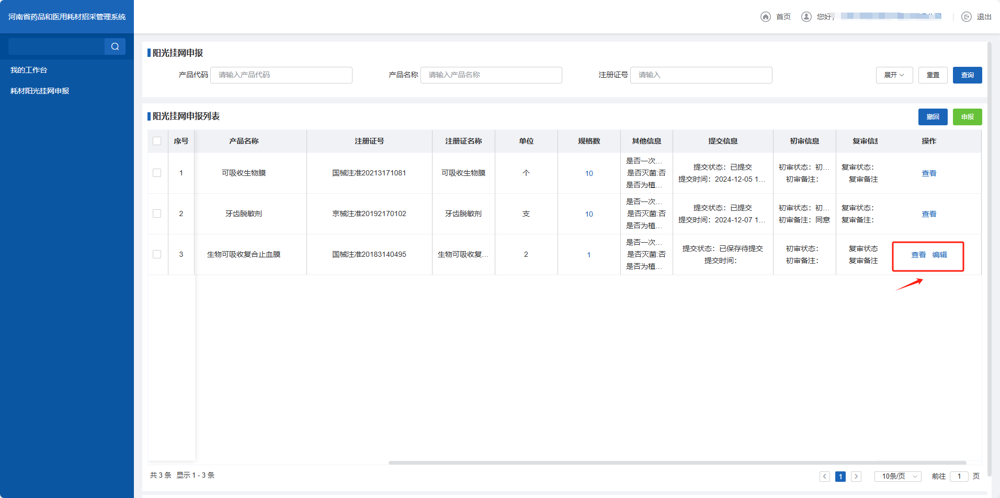 河南省药品和医用耗材招采管理系统
首页 您好, 退出
我的工作台
耗材阳光挂网申报
阳光挂网申报
产品代码 请输入产品代码 产品名称 请输入产品名称 注册证号 请输入 展开 重置 查询
阳光挂网申报列表 撤回 申报
序号 产品名称 注册证号 注册证名称 单位 规格数 其他信息 提交信息 初审信息 复审信息 操作
1 可吸收生物膜 国械注准20213171081 可吸收生物膜 个 10
是否一次...
是否灭菌:否
是否为植...
提交状态：已提交
提交时间：2024-12-05 1...
初审状态：初...
初审备注：
复审状态：
复审备注
查看
2 牙齿脱敏剂 京械注准20192170102 牙齿脱敏剂 支 10
是否一次...
是否灭菌:否
是否为植...
提交状态：已提交
提交时间：2024-12-07 1...
初审状态：初...
初审备注：同意
复审状态：
复审备注：
查看
3 生物可吸收复合止血膜 国械注准20183140495 生物可吸收复... 2 1
是否一次...
是否灭菌:否
是否为植...
提交状态：已保存待提交
提交时间：
初审状态：
初审备注：
复审状态
复审备注
查看 编辑
共 3 条 显示 1 - 3 条 1 10条/页 前往 1 页